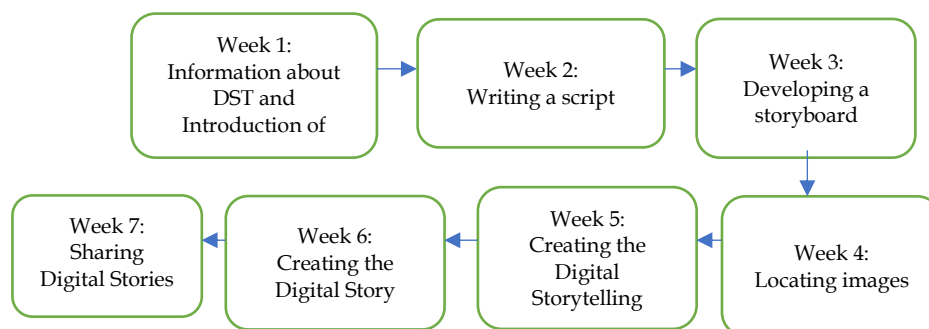 Week 1:
Information about
DST and
Introduction of
Week 2:
Writing a script
Week 3:
Developing a
storyboard
Week 4:
Locating images
Week 5:
Creating the
Digital
Storytelling
Week 6:
Creating the
Digital Story
Week 7:
Sharing
Digital Stories